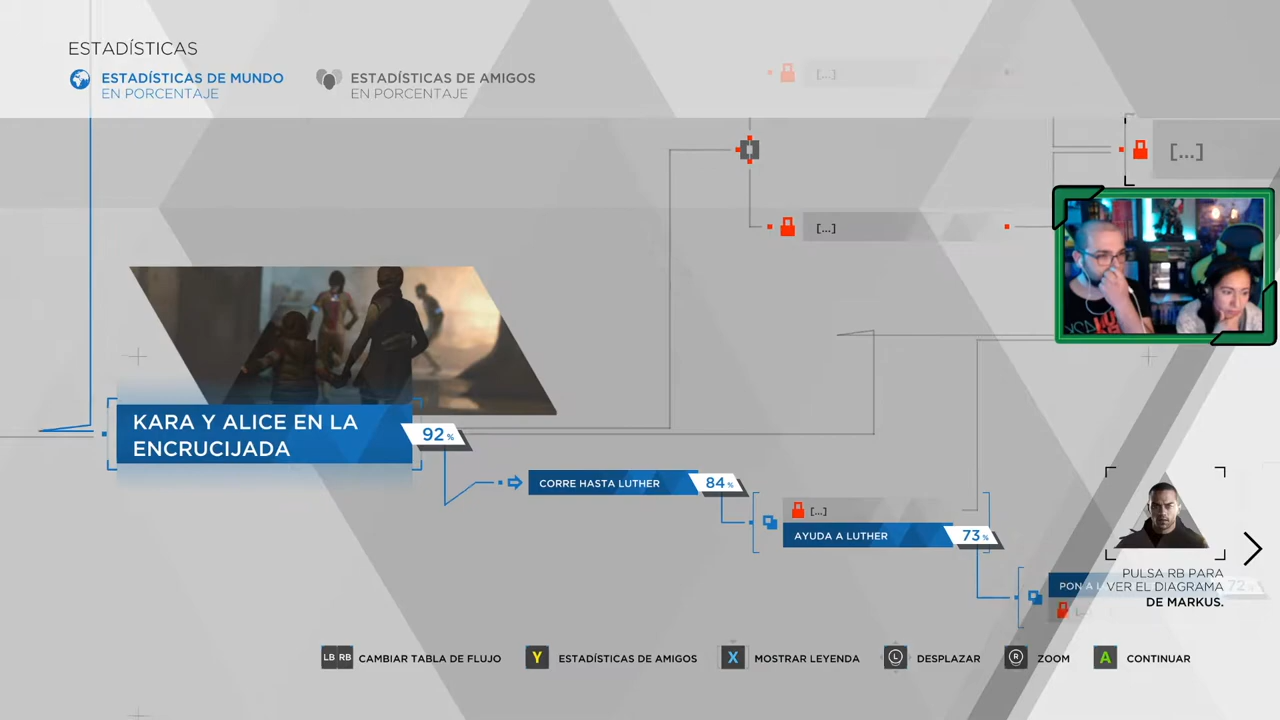 ESTADÍSTICAS
ESTADÍSTICAS DE MUNDO
EN PORCENTAJE
ESTADÍSTICAS DE AMIGOS
EN PORCENTAJE
[...]
[...]
[...]
KARA Y ALICE EN LA
ENCRUCIJADA
92%
CORRE HASTA LUTHER
84%
[...]
AYUDA A LUTHER
73%
PON A
72%
PULSA RB PARA
VER EL DIAGRAMA
DE MARKUS.
LB RB CAMBIAR TABLA DE FLUJO
Y ESTADÍSTICAS DE AMIGOS
X MOSTRAR LEYENDA
L DESPLAZAR
R ZOOM
A CONTINUAR